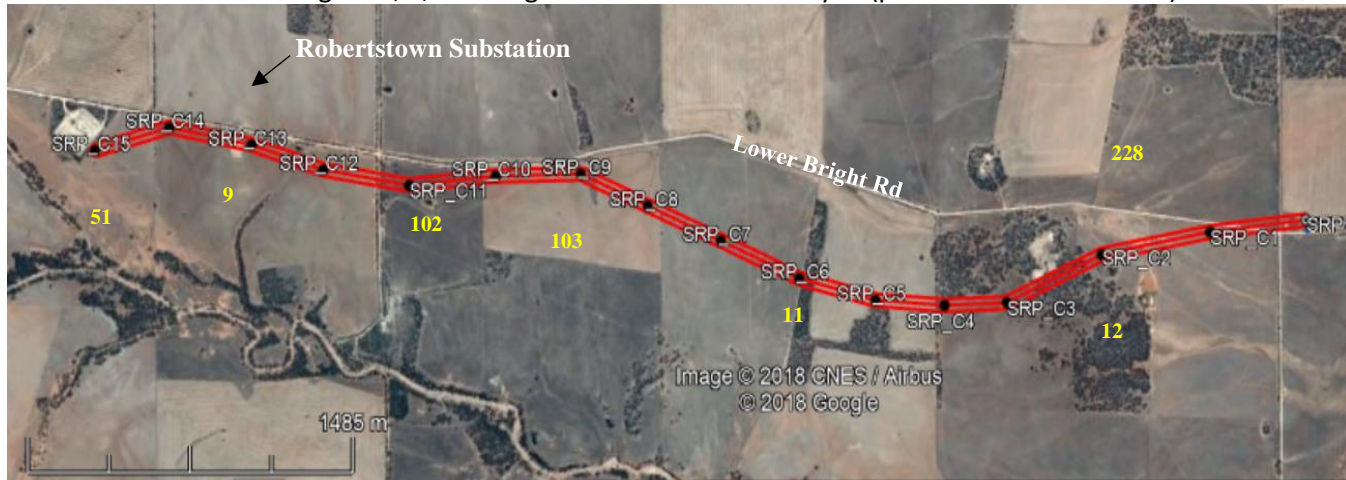 Robertstown Substation
SRP_C14
SRP_C15
SRP_C13
SRP_C12
SRP_C10
SRP_C9
SRP_C11
SRP_C8
SRP_C7
SRP_C6
SRP_C5
SRP_C4
SRP_C3
SRP_C2
SRP_C1
SRP
Lower Bright Rd
228
9
51
102
103
11
12
Image © 2018 CNES / Airbus
© 2018 Google
1485 m